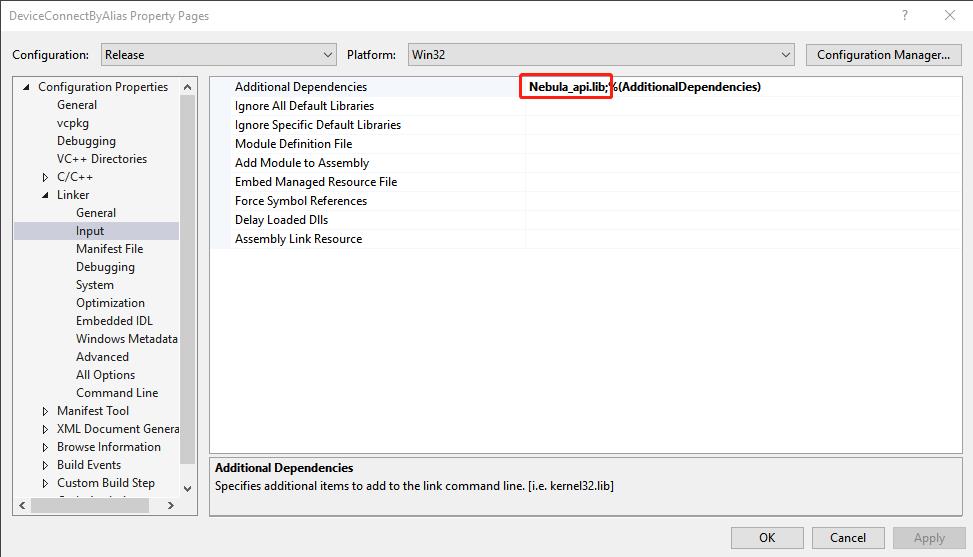 DeviceConnectByAlias Property Pages
Configuration: Release Platform: Win32 Configuration Manager...
Configuration Properties
General
vcpkg
Debugging
VC++ Directories
C/C++
Linker
General
Input
Manifest File
Debugging
System
Optimization
Embedded IDL
Windows Metadata
Advanced
All Options
Command Line
Manifest Tool
XML Document Genera
Browse Information
Build Events
Custom Build Step
Additional Dependencies Nebula_api.lib;%(AdditionalDependencies)
Ignore All Default Libraries
Ignore Specific Default Libraries
Module Definition File
Add Module to Assembly
Embed Managed Resource File
Force Symbol References
Delay Loaded Dlls
Assembly Link Resource
Additional Dependencies
Specifies additional items to add to the link command line. [i.e. kernel32.lib]
OK Cancel Apply